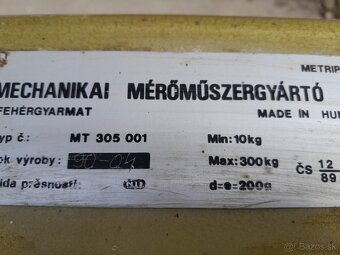 METRIP
MECHANIKAI MÉRŐMŰSZERGYÁRTÓ
FEHÉRGYARMAT MADE IN HUN
typ č.: MT 305 001 Min: 10kg
ok výroby: 90-04 Max: 300kg
ČS 12/89
ida přesnosti: d=e=200g
Bazos.sk